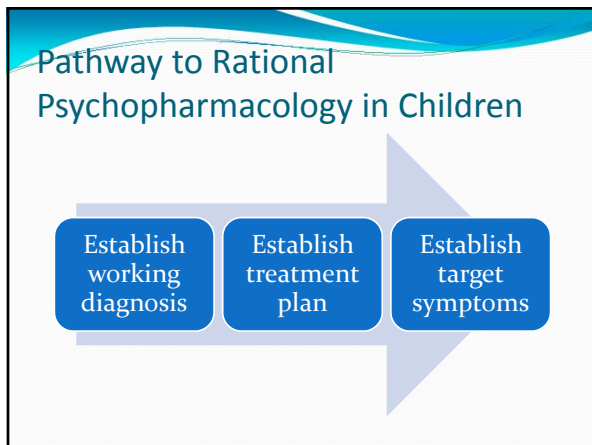 Pathway to Rational
Psychopharmacology in Children
Establish
working
diagnosis
Establish
treatment
plan
Establish
target
symptoms